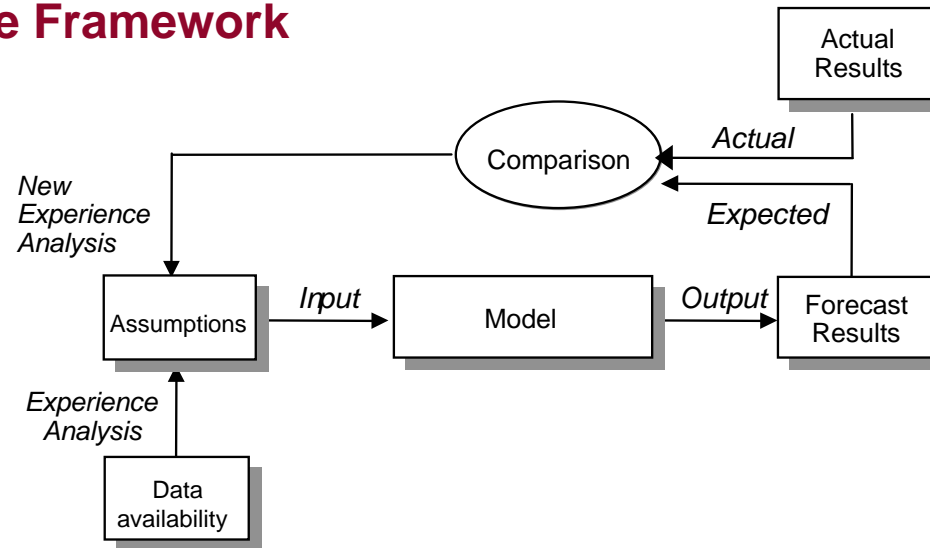 e Framework
Actual
Results
Actual
Comparison
New
Experience
Analysis
Expected
Assumptions
Input
Model
Output
Forecast
Results
Experience
Analysis
Data
availability